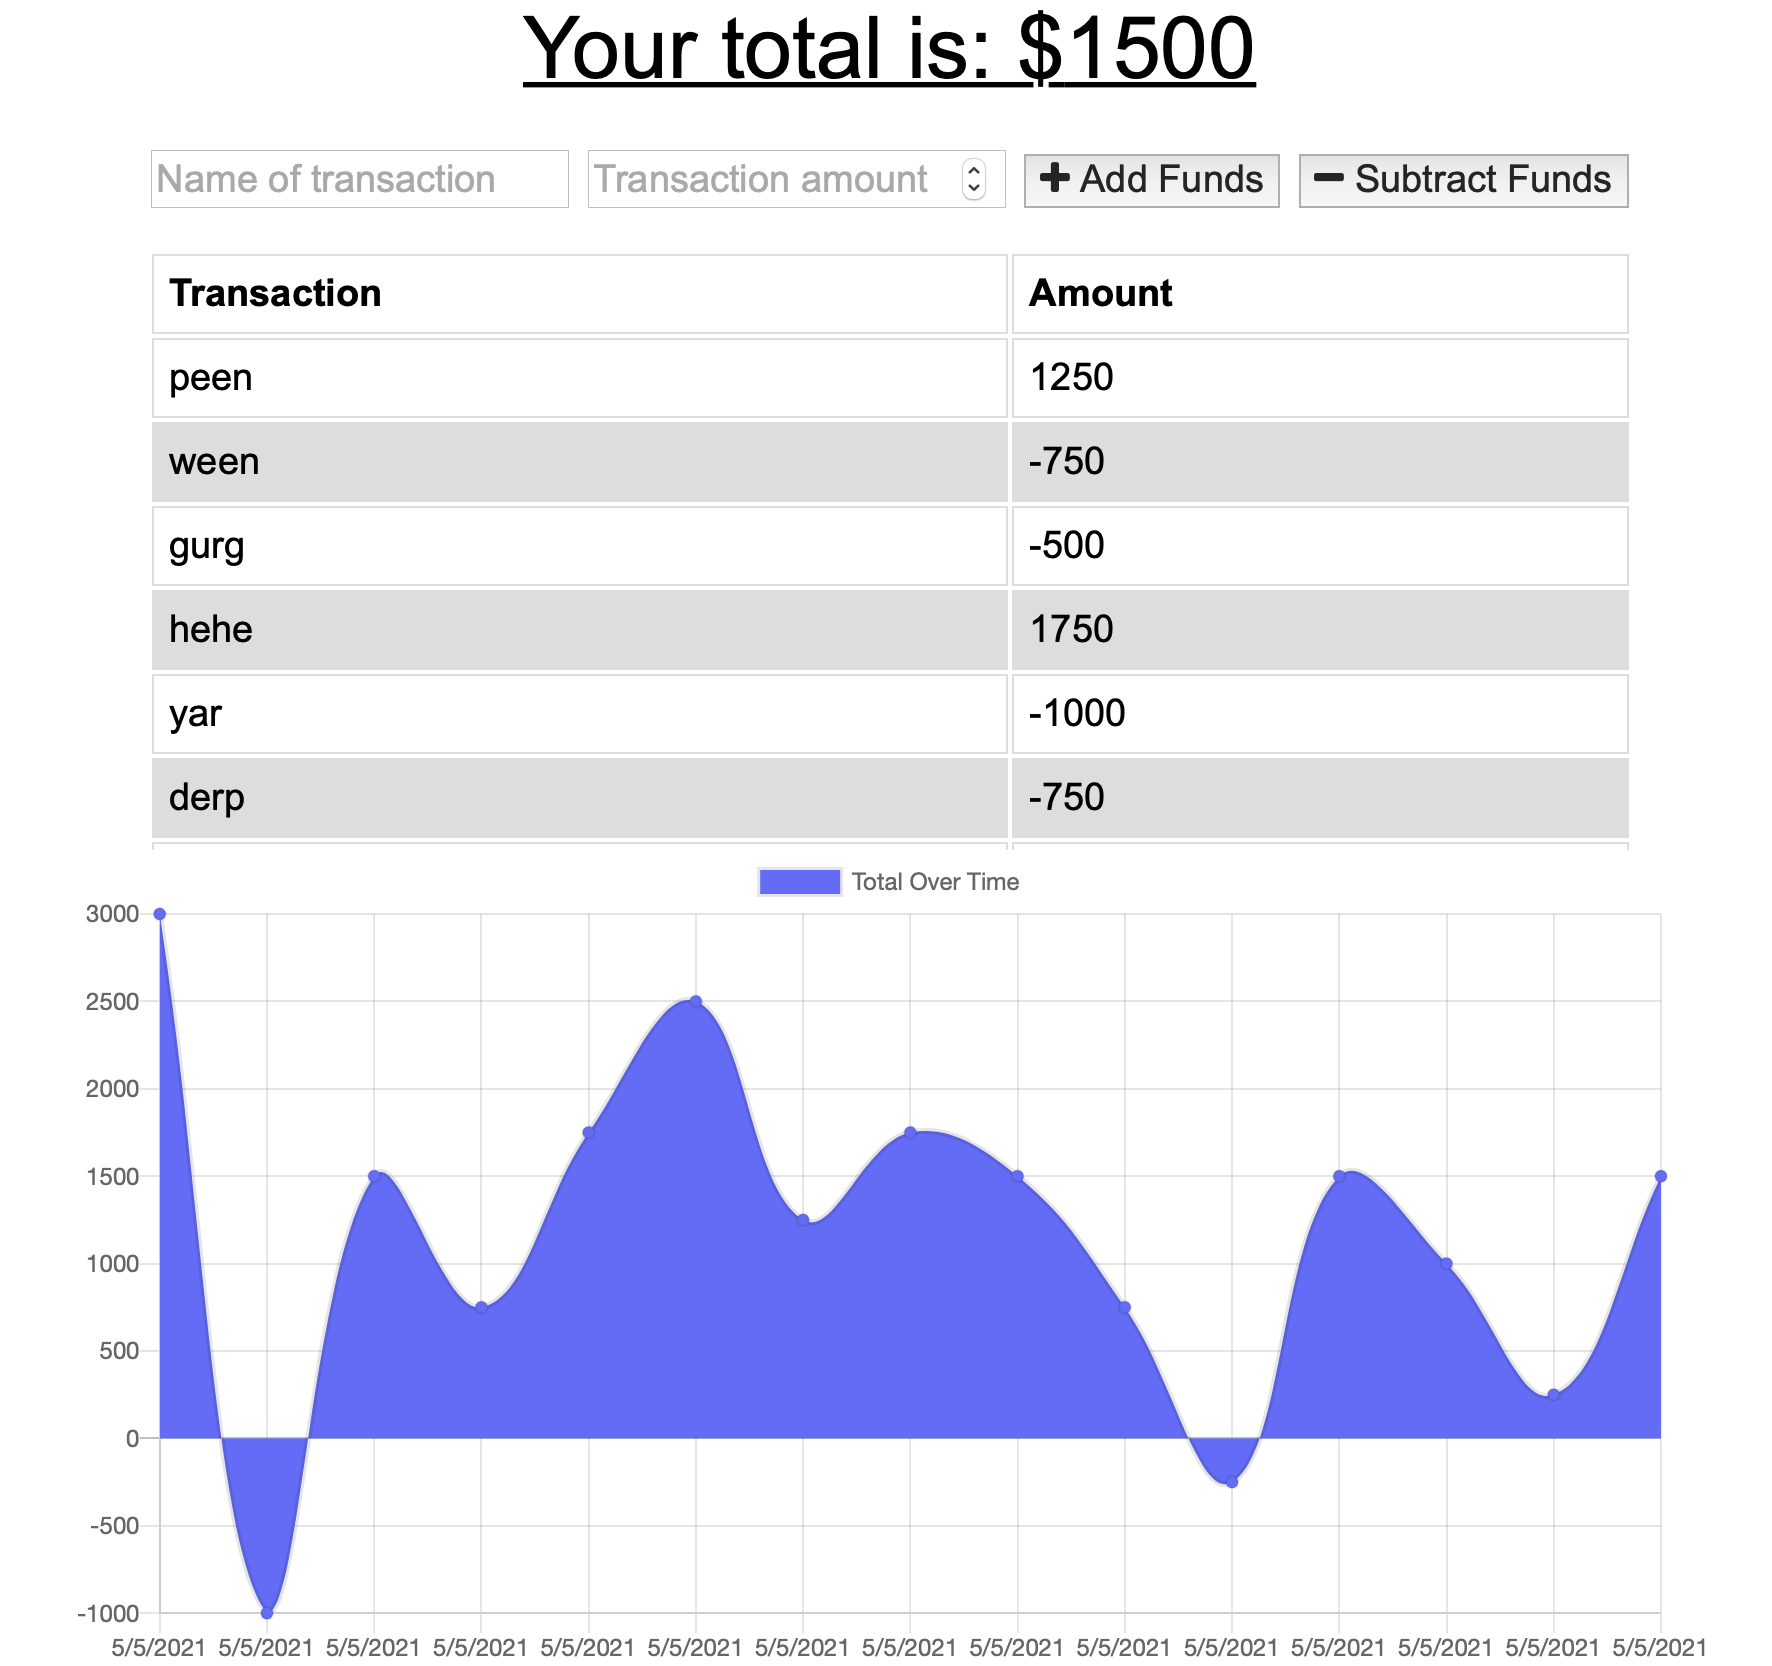 Your total is: $1500
Name of transaction Transaction amount Add Funds Subtract Funds
Transaction Amount
peen 1250
ween -750
gurg -500
hehe 1750
yar -1000
derp -750
Total Over Time
3000
2500
2000
1500
1000
500
0
-500
-1000
5/5/2021 5/5/2021 5/5/2021 5/5/2021 5/5/2021 5/5/2021 5/5/2021 5/5/2021 5/5/2021 5/5/2021 5/5/2021 5/5/2021 5/5/2021 5/5/2021 5/5/2021